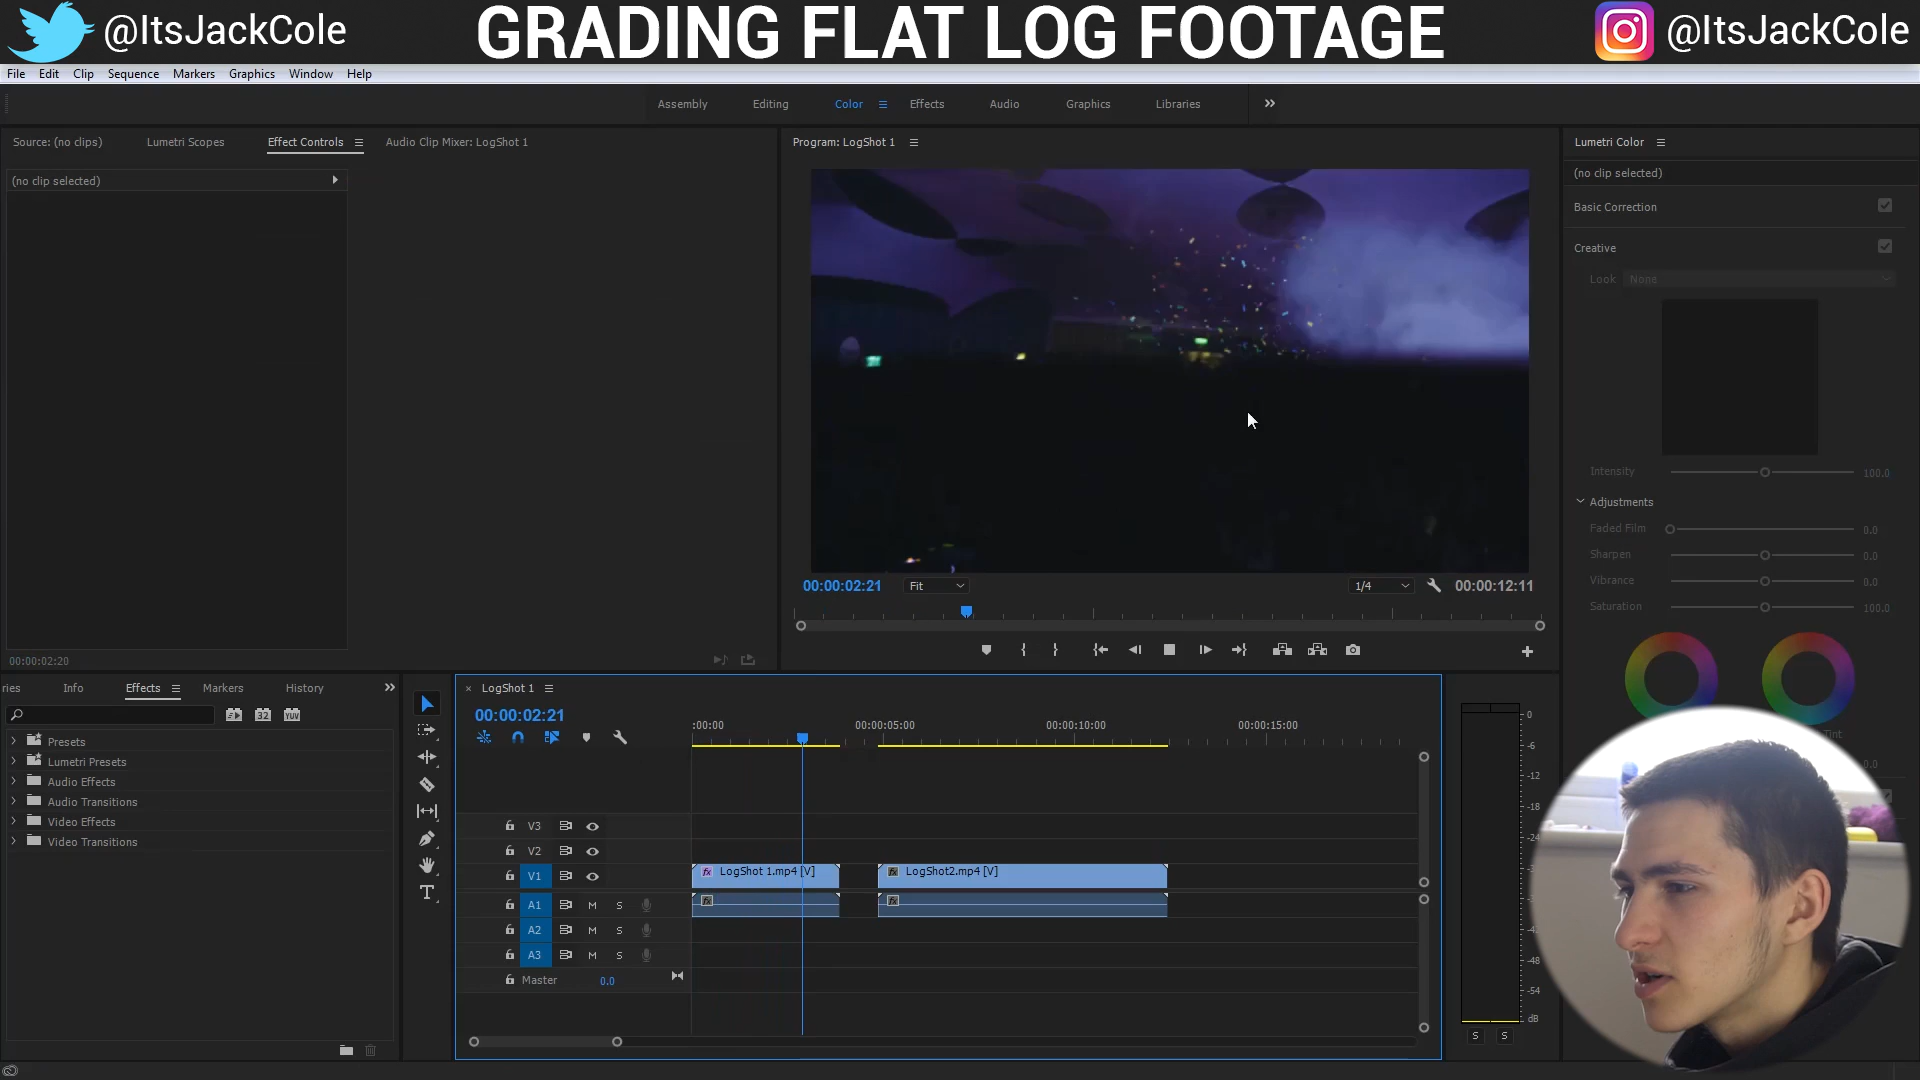 @ItsJackCole
GRADING FLAT LOG FOOTAGE
@ItsJackCole
File Edit Clip Sequence Markers Graphics Window Help
Assembly Editing Color Effects Audio Graphics Libraries
Source: (no clips) Lumetri Scopes Effect Controls Audio Clip Mixer: LogShot 1
(no clip selected)
00:00:02:20
Program: LogShot 1
00:00:02:21 Fit 1/4 00:00:12:11
Lumetri Color
(no clip selected)
Basic Correction
Creative
Look None
Intensity 100.0
Adjustments
Faded Film 0.0
Sharpen 0.0
Vibrance 0.0
Saturation 100.0
Tint
ries Info Effects Markers History
32 YUV
Presets
Lumetri Presets
Audio Effects
Audio Transitions
Video Effects
Video Transitions
× LogShot 1
00:00:02:21
:00:00 00:00:05:00 00:00:10:00 00:00:15:00
V3
V2
V1 fx LogShot 1.mp4 [V] fx LogShot2.mp4 [V]
A1 M S fx fx
A2 M S
A3 M S
Master 0.0
0
-6
-12
-18
-24
-48
-54
dB
S S